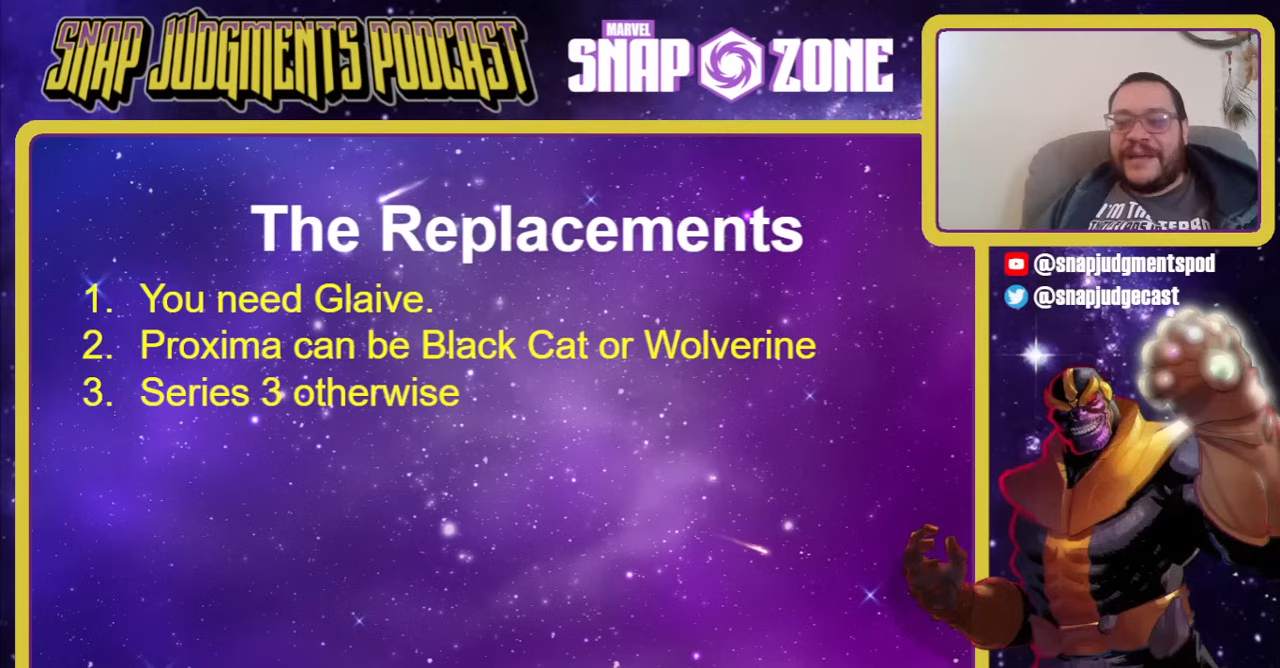 SNAP JUDGMENTS PODCAST
MARVEL
SNAP ZONE
The Replacements
1. You need Glaive.
2. Proxima can be Black Cat or Wolverine
3. Series 3 otherwise
I'M THE
@snapjudgmentspod
@snapjudgecast